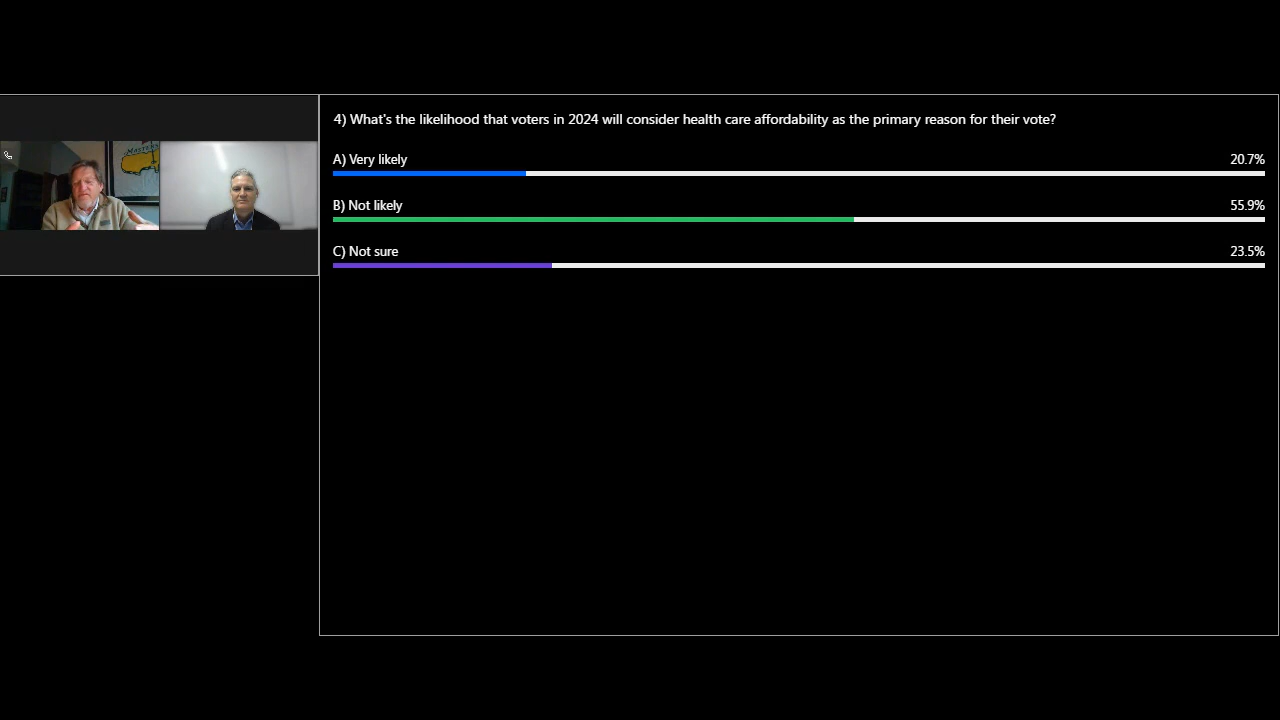 MASTERS
4) What's the likelihood that voters in 2024 will consider health care affordability as the primary reason for their vote?
A) Very likely 20.7%
B) Not likely 55.9%
C) Not sure 23.5%